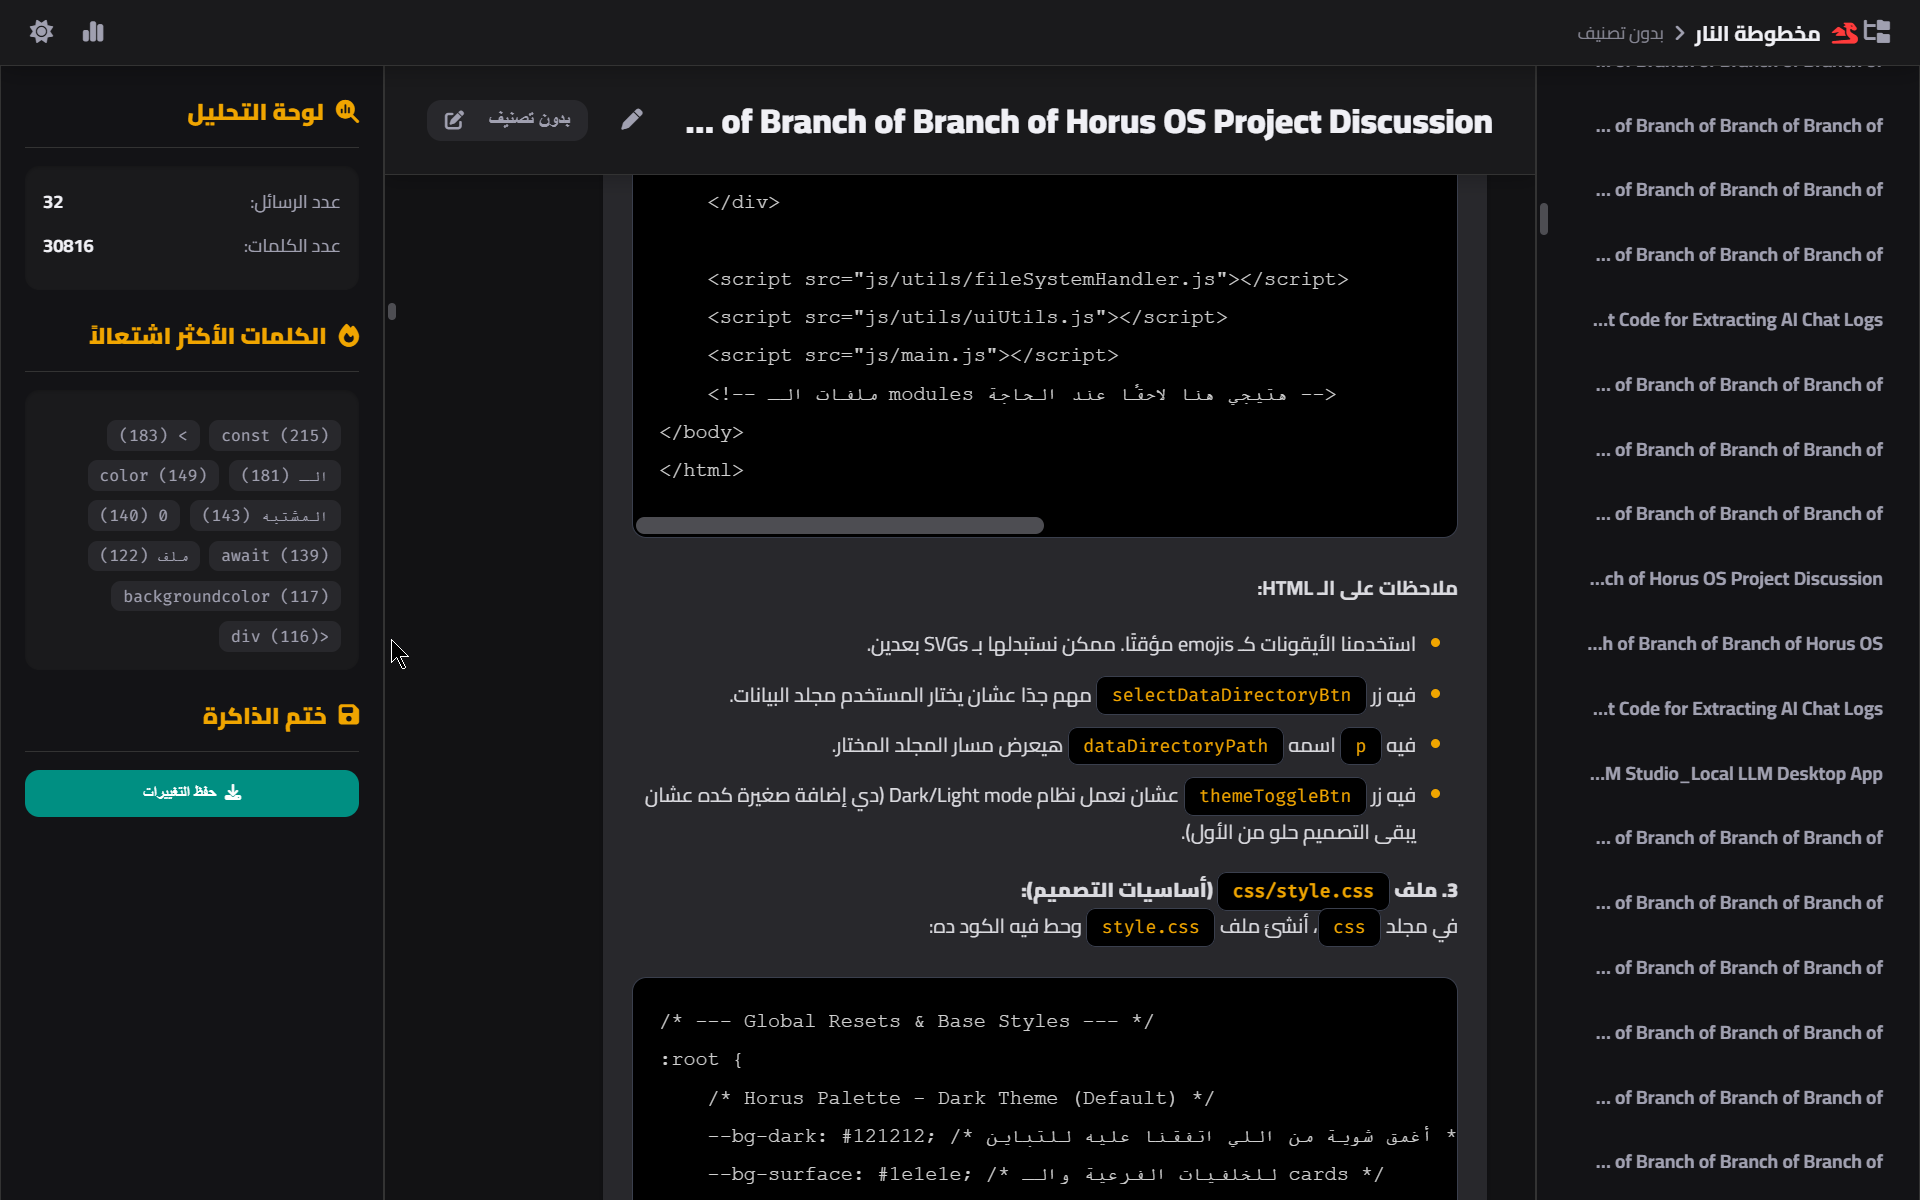 مخطوطة النار
بدون تصنيف
... of Branch of Branch of Branch of
... of Branch of Branch of Branch of
... of Branch of Branch of Branch of
...t Code for Extracting AI Chat Logs
... of Branch of Branch of Branch of
... of Branch of Branch of Branch of
... of Branch of Branch of Branch of
...ch of Horus OS Project Discussion
...h of Branch of Branch of Horus OS
...t Code for Extracting AI Chat Logs
...M Studio_Local LLM Desktop App
... of Branch of Branch of Branch of
... of Branch of Branch of Branch of
... of Branch of Branch of Branch of
... of Branch of Branch of Branch of
... of Branch of Branch of Branch of
... of Branch of Branch of Branch of
... of Branch of Branch of Horus OS Project Discussion
بدون تصنيف
</div>
<script src="js/utils/fileSystemHandler.js"></script>
<script src="js/utils/uiUtils.js"></script>
<script src="js/main.js"></script>
<!-- ملفات الـ modules هتيجي هنا لاحقًا عند الحاجة -->
</body>
</html>
ملاحظات على الـ HTML:
استخدمنا الأيقونات كـ emojis مؤقتًا. ممكن نستبدلها بـ SVGs بعدين.
فيه زر selectDataDirectoryBtn مهم جدًا عشان يختار المستخدم مجلد البيانات.
فيه p اسمه dataDirectoryPath هيعرض مسار المجلد المختار.
فيه زر themeToggleBtn عشان نعمل نظام Dark/Light mode (دي إضافة صغيرة كده عشان
يبقى التصميم حلو من الأول).
3. ملف css/style.css (أساسيات التصميم):
في مجلد css، أنشئ ملف style.css وحط فيه الكود ده:
/* --- Global Resets & Base Styles --- */
:root {
/* Horus Palette - Dark Theme (Default) */
--bg-dark: #121212; /* أغمق شوية من اللي اتفقنا عليه للتباين *
--bg-surface: #1e1e1e; /* للخلفيات الفرعية والـ cards */
لوحة التحليل
عدد الرسائل: 32
عدد الكلمات: 30816
الكلمات الأكثر اشتعالاً
const (215)
> (183)
الـ (181)
color (149)
المشتبه (143)
0 (140)
await (139)
ملف (122)
backgroundcolor (117)
<div (116)
ختم الذاكرة
حفظ التغييرات